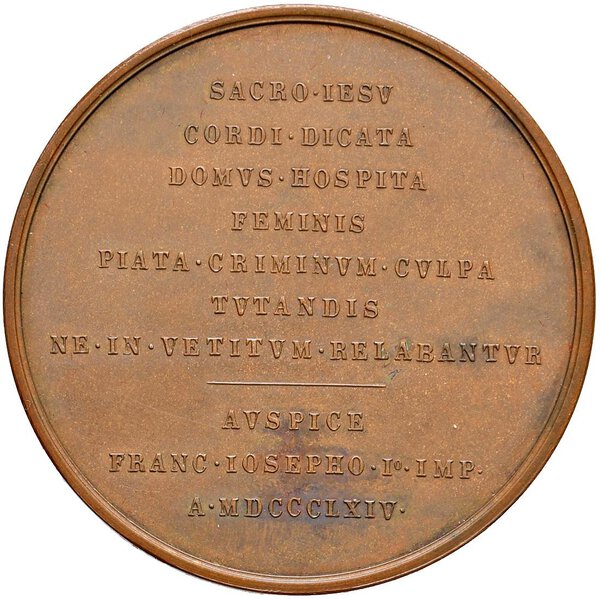 SACRO·IESV
CORDI·DICATA
DOMVS·HOSPITA
FEMINIS
PIATA·CRIMINVM·CVLPA
TVTANDIS
NE·IN·VETITVM·RELABANTVR
AVSPICE
FRANC·IOSEPHO·Iº·IMP·
A·MDCCCLXIV·